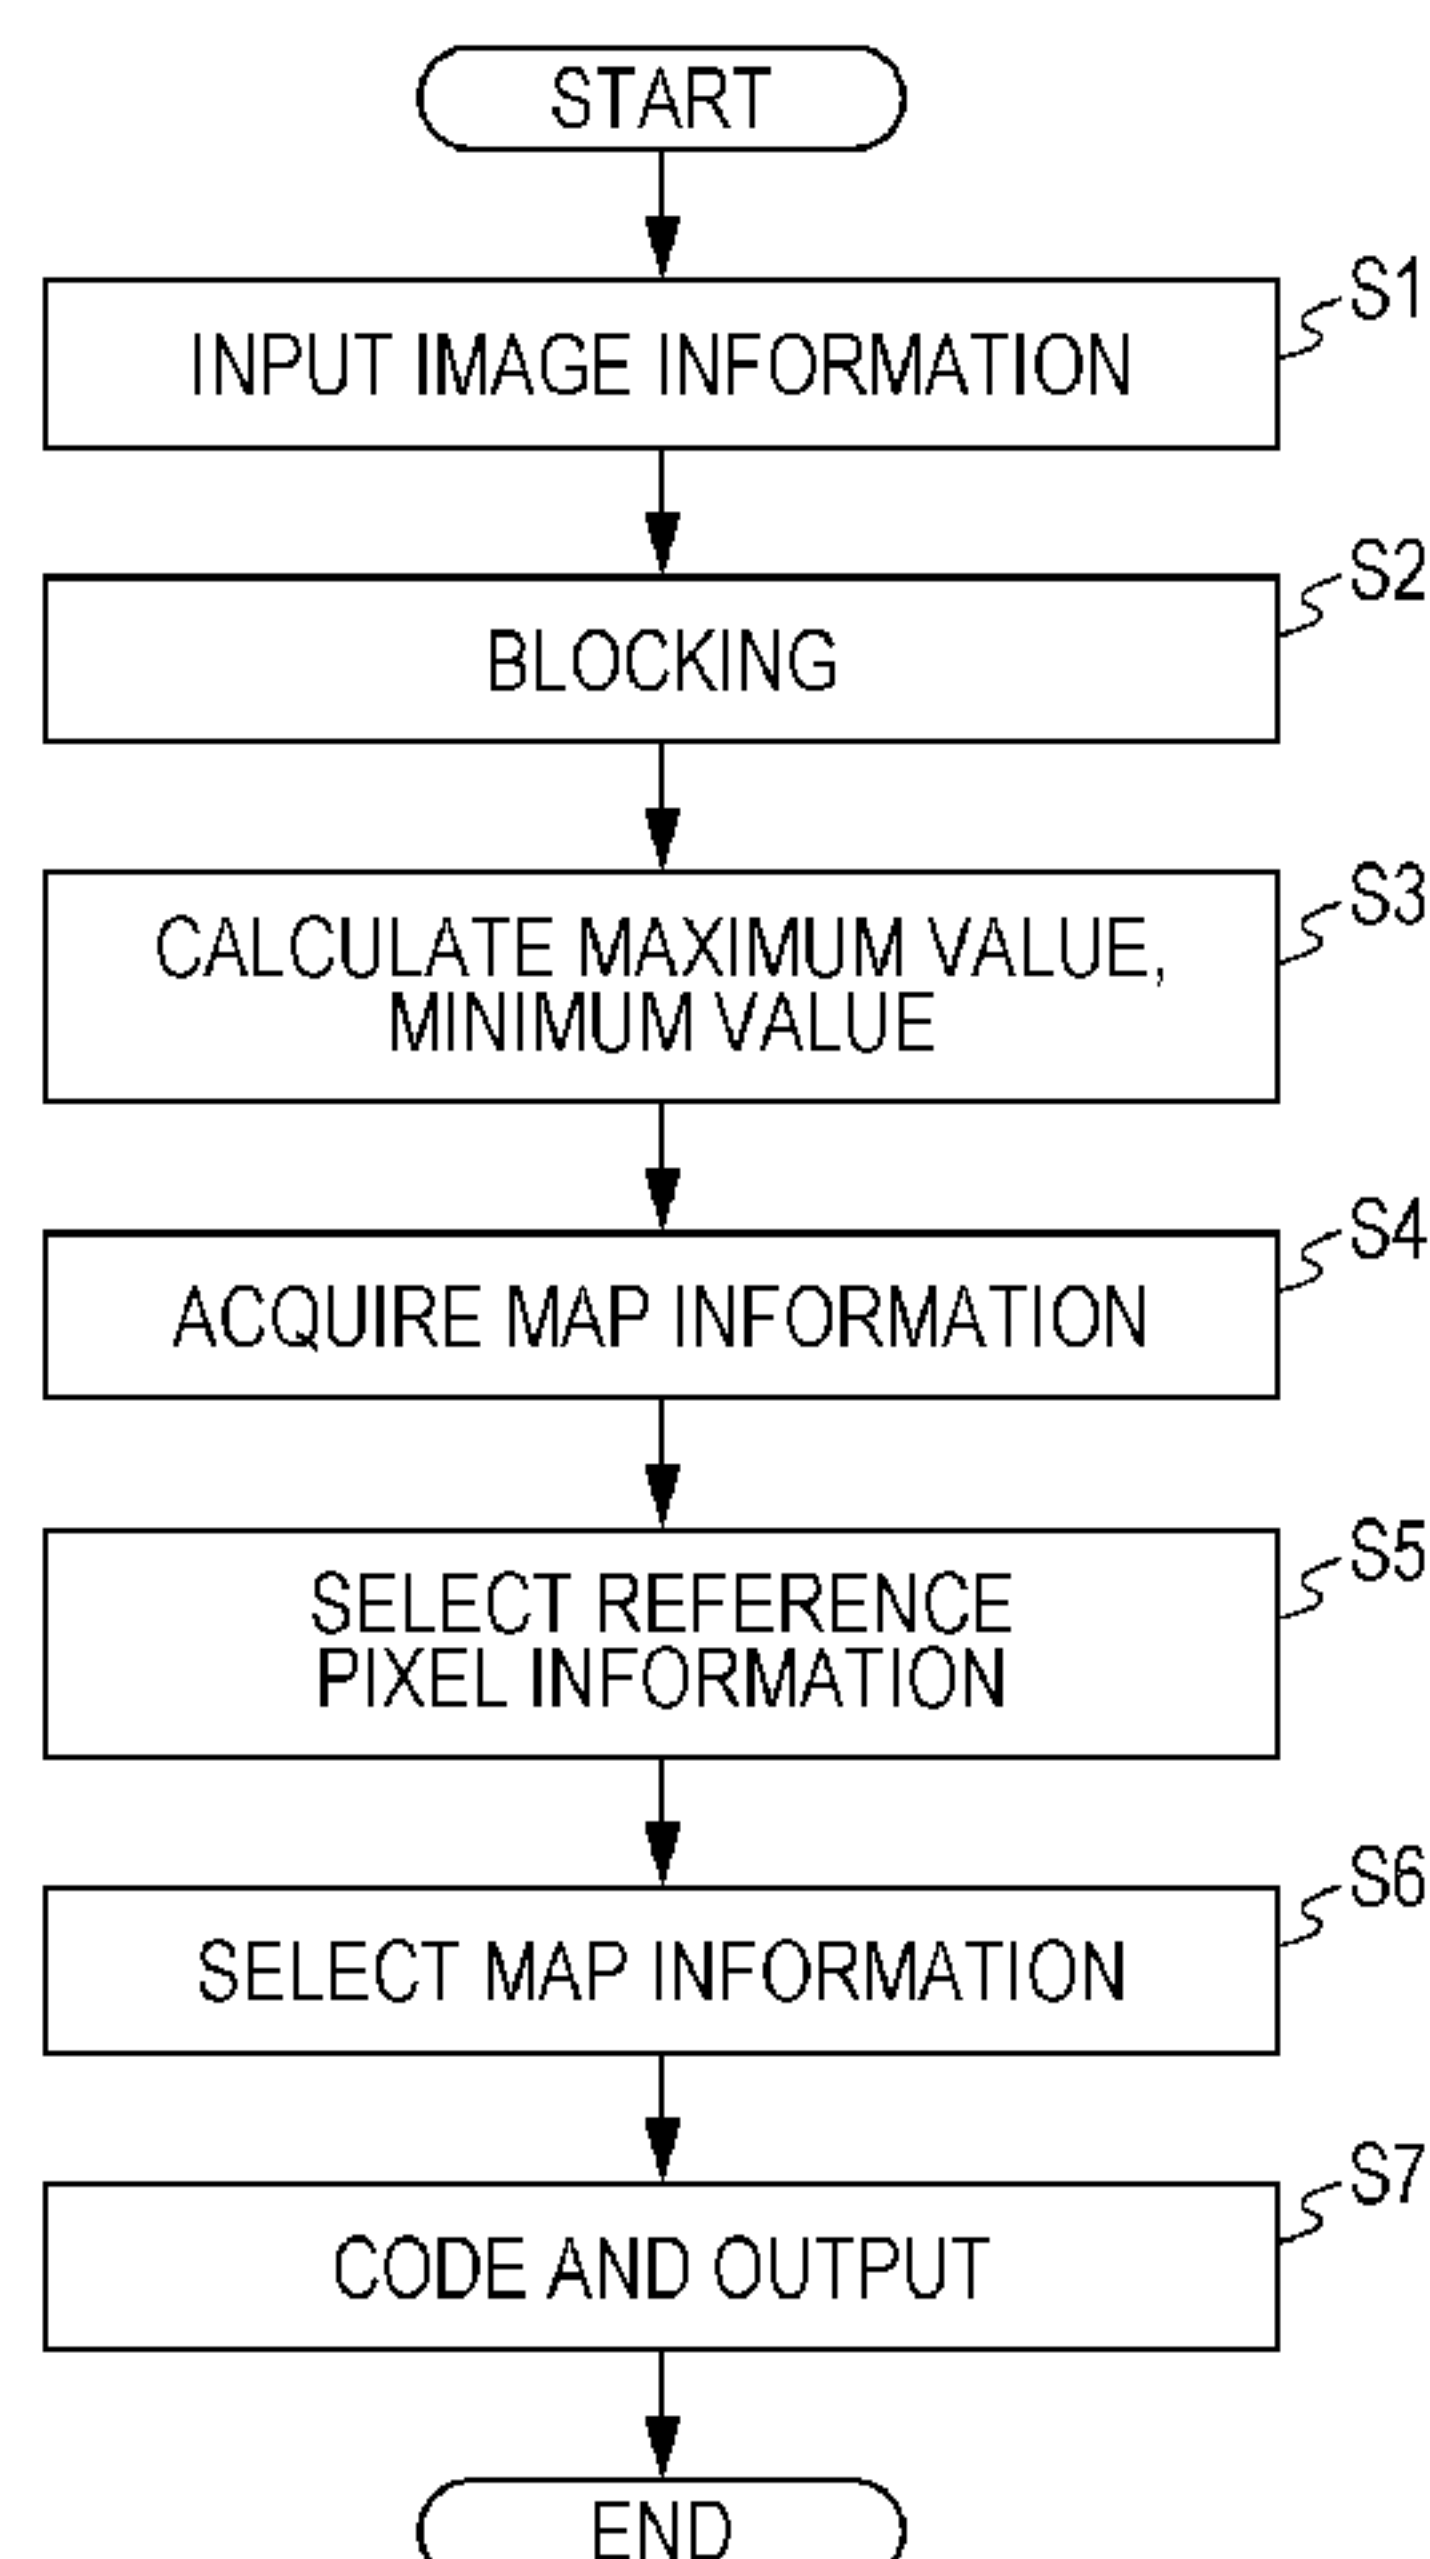 START
S1
INPUT IMAGE INFORMATION
S2
BLOCKING
S3
CALCULATE MAXIMUM VALUE,
MINIMUM VALUE
S4
ACQUIRE MAP INFORMATION
S5
SELECT REFERENCE
PIXEL INFORMATION
S6
SELECT MAP INFORMATION
S7
CODE AND OUTPUT
END